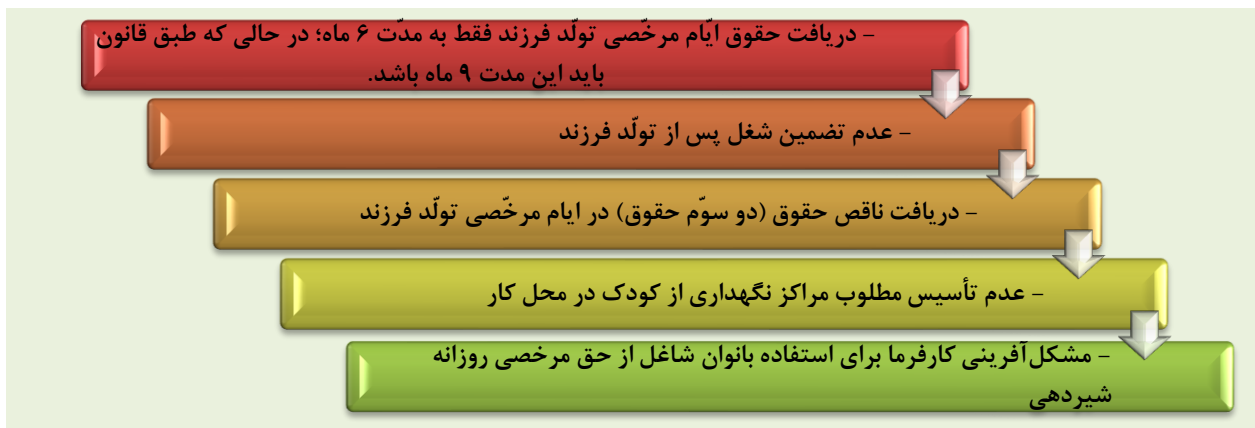 – دریافت حقوق ایّام مرخّصی تولّد فرزند فقط به مدّت ۶ ماه؛ در حالی که طبق قانون
باید این مدت ۹ ماه باشد.
– عدم تضمین شغل پس از تولّد فرزند
– دریافت ناقص حقوق (دو سوّم حقوق) در ایام مرخّصی تولّد فرزند
– عدم تأسیس مطلوب مراکز نگهداری از کودک در محل کار
– مشکل‌آفرینی کارفرما برای استفاده بانوان شاغل از حق مرخصی روزانه
شیردهی